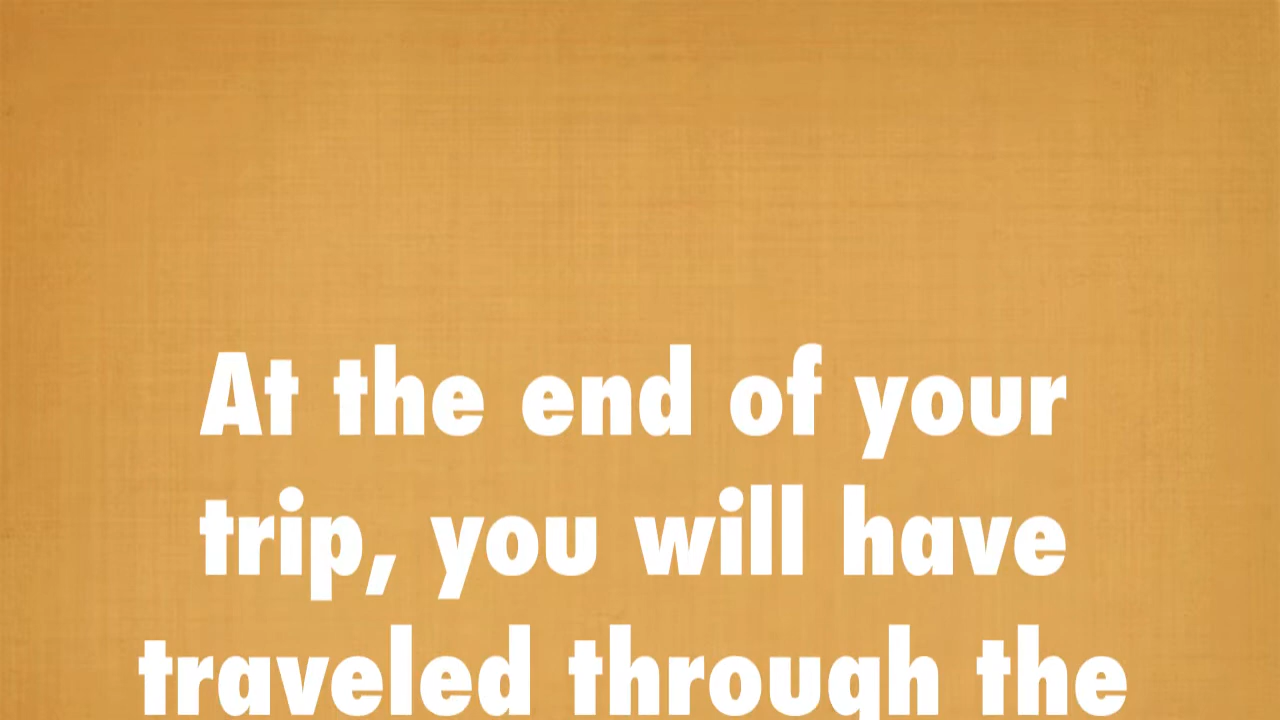 At the end of your
trip, you will have
traveled through the